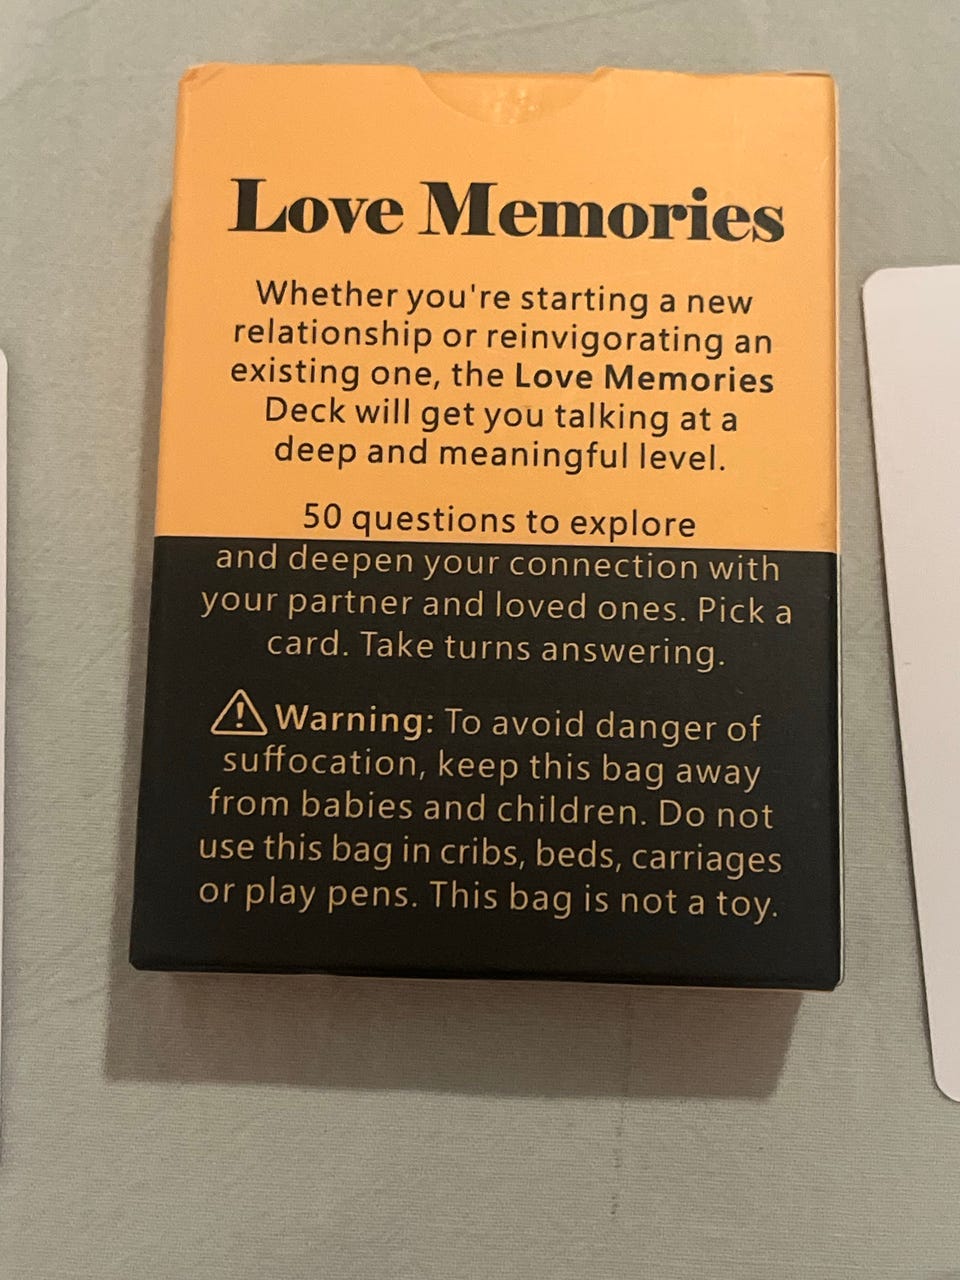 Love Memories
Whether you're starting a new
relationship or reinvigorating an
existing one, the Love Memories
Deck will get you talking at a
deep and meaningful level.
50 questions to explore
and deepen your connection with
your partner and loved ones. Pick a
card. Take turns answering.
Warning: To avoid danger of
suffocation, keep this bag away
from babies and children. Do not
use this bag in cribs, beds, carriages
or play pens. This bag is not a toy.